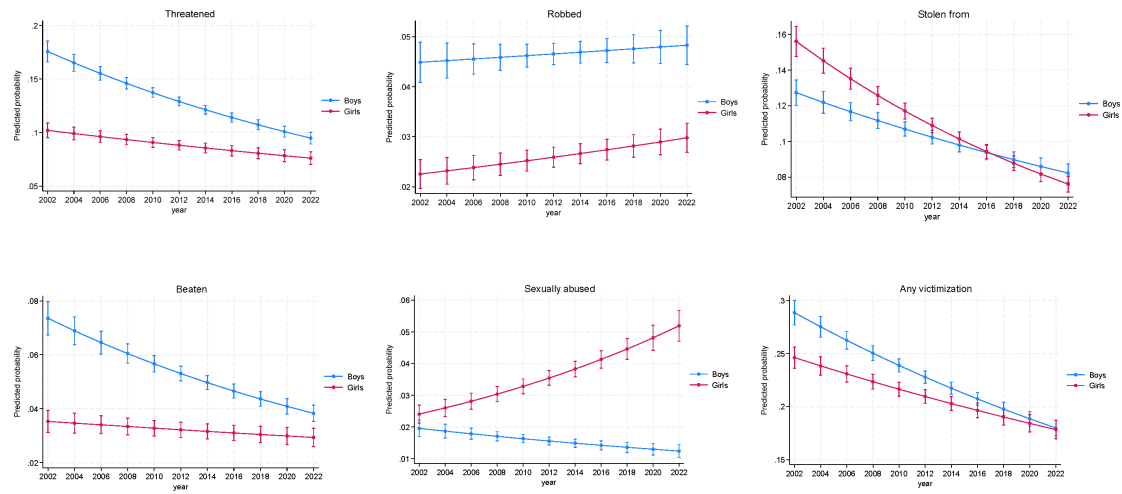 Threatened
Predicted probability
.2
.15
.1
.05
2002 2004 2006 2008 2010 2012 2014 2016 2018 2020 2022
year
Boys
Girls
Robbed
Predicted probability
.05
.04
.03
.02
2002 2004 2006 2008 2010 2012 2014 2016 2018 2020 2022
year
Boys
Girls
Stolen from
Predicted probability
.16
.14
.12
.1
.08
2002 2004 2006 2008 2010 2012 2014 2016 2018 2020 2022
year
Boys
Girls
Beaten
Predicted probability
.08
.06
.04
.02
2002 2004 2006 2008 2010 2012 2014 2016 2018 2020 2022
year
Boys
Girls
Sexually abused
Predicted probability
.06
.05
.04
.03
.02
.01
2002 2004 2006 2008 2010 2012 2014 2016 2018 2020 2022
year
Boys
Girls
Any victimization
Predicted probability
.3
.25
.2
.15
2002 2004 2006 2008 2010 2012 2014 2016 2018 2020 2022
year
Boys
Girls